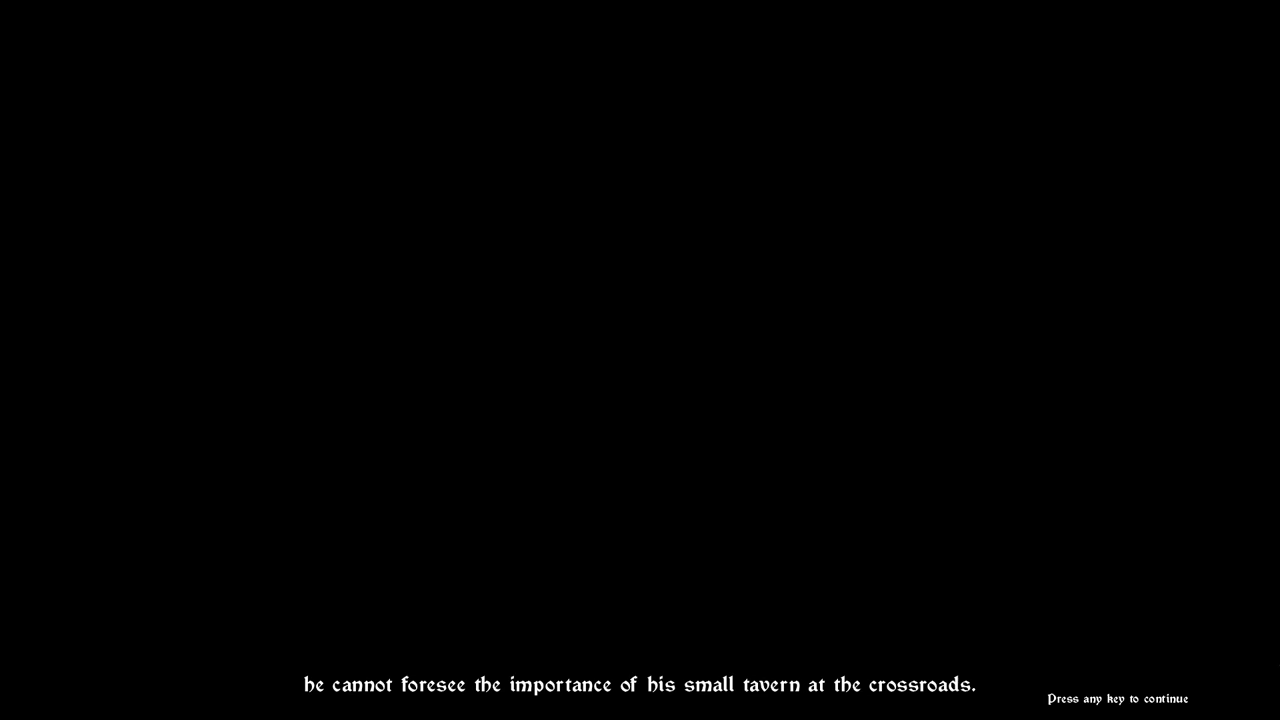 he cannot foresee the importance of his small tavern at the crossroads.
Press any key to continue